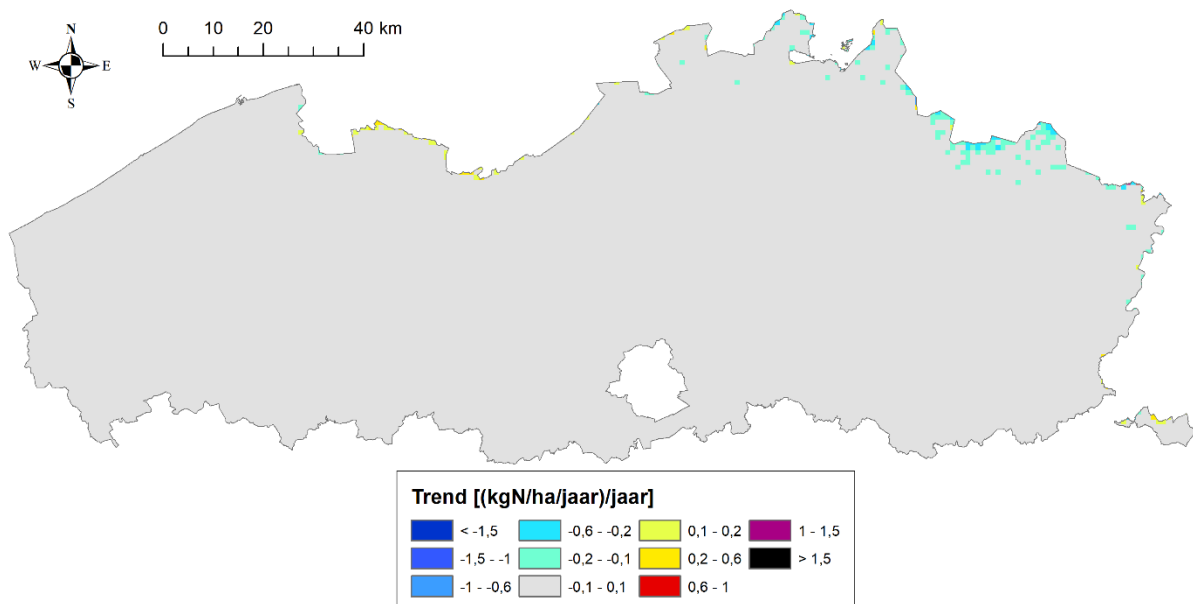 N
W E
S
0 10 20 40 km
Trend [(kgN/ha/jaar)/jaar]
< -1,5 -0,6 - -0,2 0,1 - 0,2 1 - 1,5
-1,5 - -1 -0,2 - -0,1 0,2 - 0,6 > 1,5
-1 - -0,6 -0,1 - 0,1 0,6 - 1